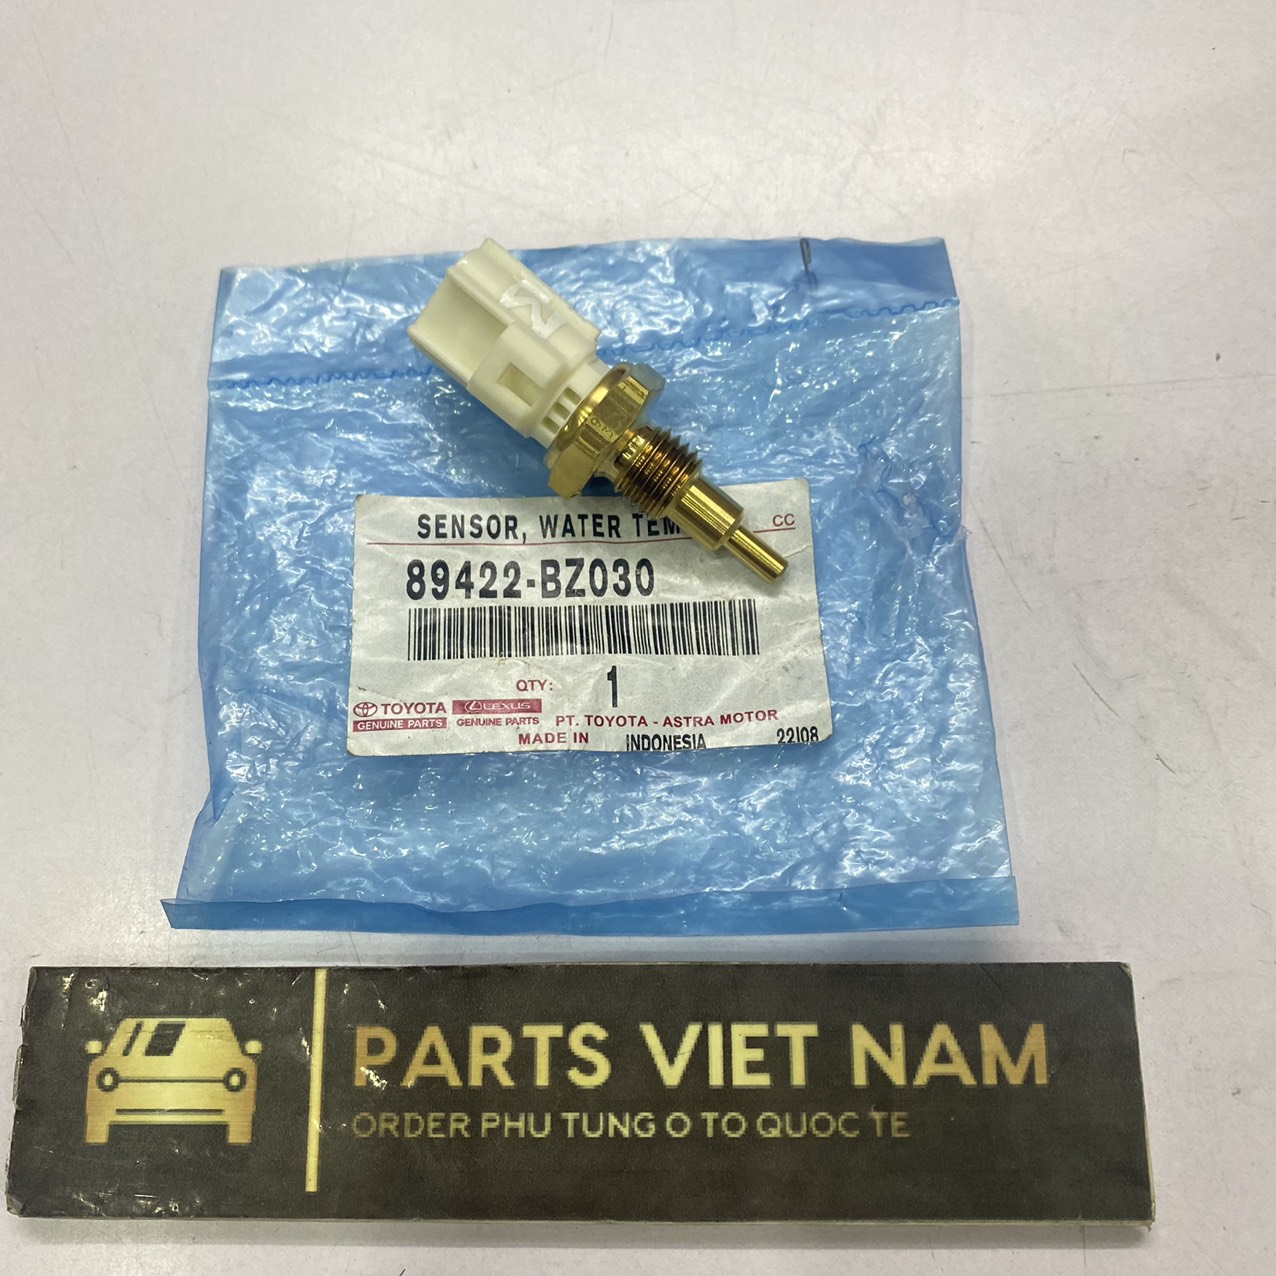 SENSOR, WATER TEM
CC
89422-BZ030
QTY: 1
TOYOTA
GENUINE PARTS
LEXUS
GENUINE PARTS
PT. TOYOTA - ASTRA MOTOR
MADE IN INDONESIA 22I08
PARTS VIET NAM
ORDER PHU TUNG O TO QUOC TE